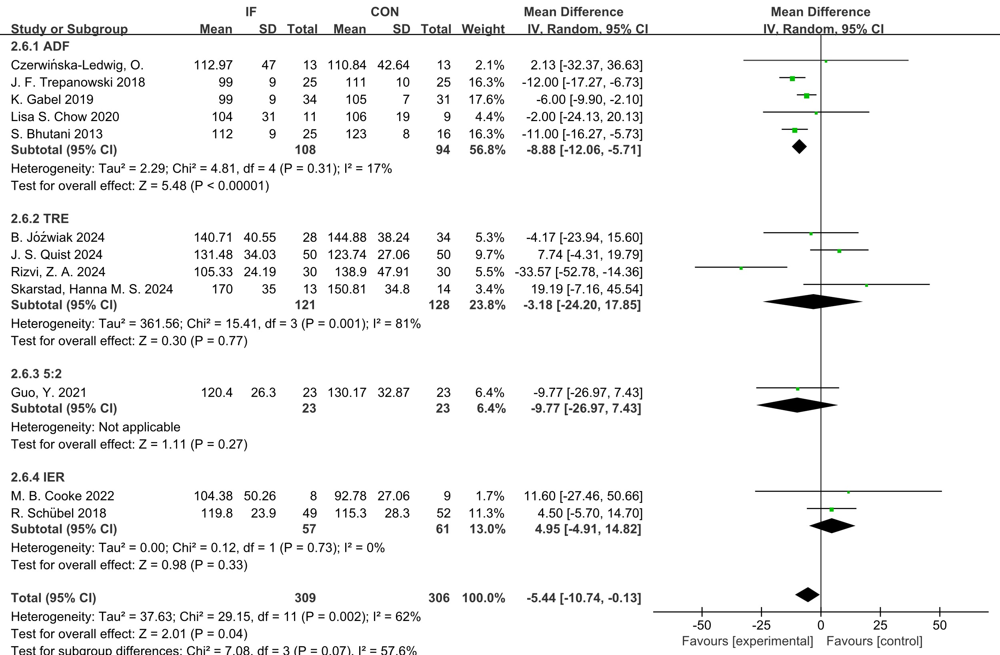 IF CON Mean Difference Mean Difference
Study or Subgroup Mean SD Total Mean SD Total Weight IV, Random, 95% CI IV, Random, 95% CI
2.6.1 ADF
Czerwińska-Ledwig, O. 112.97 47 13 110.84 42.64 13 2.1% 2.13 [-32.37, 36.63]
J. F. Trepanowski 2018 99 9 25 111 10 25 16.3% -12.00 [-17.27, -6.73]
K. Gabel 2019 99 9 34 105 7 31 17.6% -6.00 [-9.90, -2.10]
Lisa S. Chow 2020 104 31 11 106 19 9 4.4% -2.00 [-24.13, 20.13]
S. Bhutani 2013 112 9 25 123 8 16 16.3% -11.00 [-16.27, -5.73]
Subtotal (95% CI) 108 94 56.8% -8.88 [-12.06, -5.71]
Heterogeneity: Tau² = 2.29; Chi² = 4.81, df = 4 (P = 0.31); I² = 17%
Test for overall effect: Z = 5.48 (P < 0.00001)
2.6.2 TRE
B. Jóźwiak 2024 140.71 40.55 28 144.88 38.24 34 5.3% -4.17 [-23.94, 15.60]
J. S. Quist 2024 131.48 34.03 50 123.74 27.06 50 9.7% 7.74 [-4.31, 19.79]
Rizvi, Z. A. 2024 105.33 24.19 30 138.9 47.91 30 5.5% -33.57 [-52.78, -14.36]
Skarstad, Hanna M. S. 2024 170 35 13 150.81 34.8 14 3.4% 19.19 [-7.16, 45.54]
Subtotal (95% CI) 121 128 23.8% -3.18 [-24.20, 17.85]
Heterogeneity: Tau² = 361.56; Chi² = 15.41, df = 3 (P = 0.001); I² = 81%
Test for overall effect: Z = 0.30 (P = 0.77)
2.6.3 5:2
Guo, Y. 2021 120.4 26.3 23 130.17 32.87 23 6.4% -9.77 [-26.97, 7.43]
Subtotal (95% CI) 23 23 6.4% -9.77 [-26.97, 7.43]
Heterogeneity: Not applicable
Test for overall effect: Z = 1.11 (P = 0.27)
2.6.4 IER
M. B. Cooke 2022 104.38 50.26 8 92.78 27.06 9 1.7% 11.60 [-27.46, 50.66]
R. Schübel 2018 119.8 23.9 49 115.3 28.3 52 11.3% 4.50 [-5.70, 14.70]
Subtotal (95% CI) 57 61 13.0% 4.95 [-4.91, 14.82]
Heterogeneity: Tau² = 0.00; Chi² = 0.12, df = 1 (P = 0.73); I² = 0%
Test for overall effect: Z = 0.98 (P = 0.33)
Total (95% CI) 309 306 100.0% -5.44 [-10.74, -0.13]
Heterogeneity: Tau² = 37.63; Chi² = 29.15, df = 11 (P = 0.002); I² = 62%
-50 -25 0 25 50
Test for overall effect: Z = 2.01 (P = 0.04)
Favours [experimental] Favours [control]
Test for subgroup differences: Chi² = 7.08, df = 3 (P = 0.07), I² = 57.6%